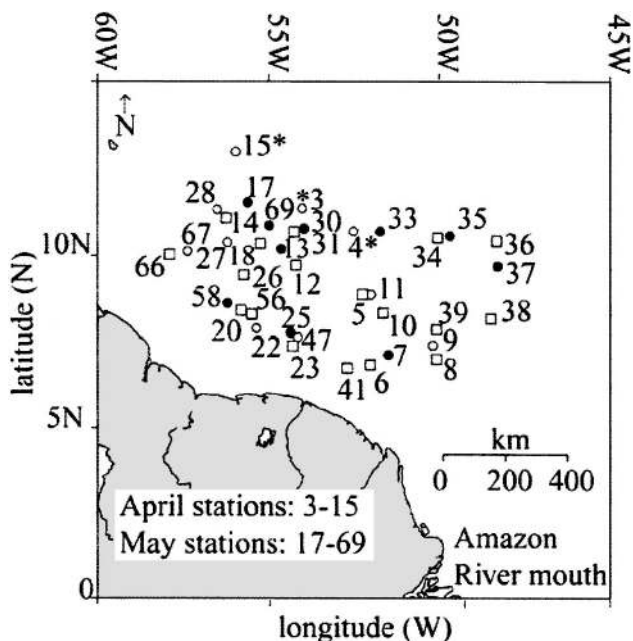 60W 55W 50W 45W
N
15*
28 17 69 *3
14 30 33 35
67 18 13 31 4* 34 36
66 27 26 12 37
58 56 5 11 39 38
20 25 10 9
22 47 7
23 41 6 8
10N
5N
0
latitude (N)
km
0 200 400
April stations: 3-15
May stations: 17-69
Amazon
River mouth
longitude (W)